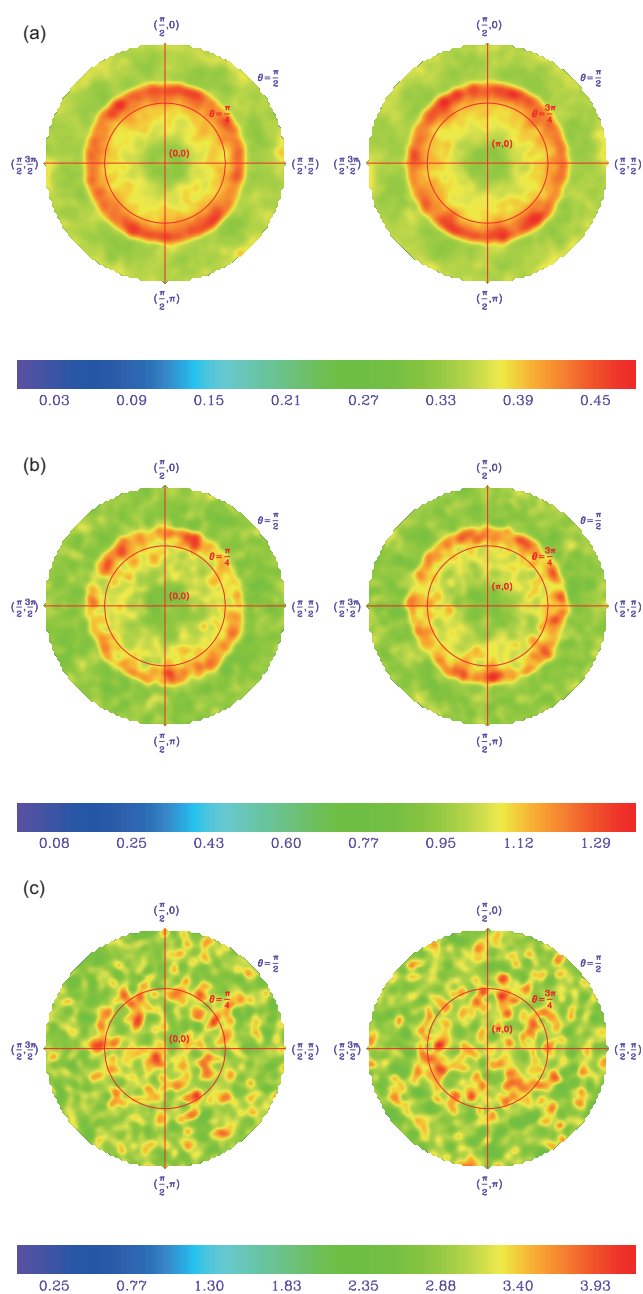 (a)
(π/2,0) (π/2,0)
θ=π/2 θ=π/2
θ=π/4 θ=3π/4
(0,0) (π,0)
(π/2,3π/2) (π/2,π/2) (π/2,3π/2) (π/2,π/2)
(π/2,π) (π/2,π)
0.03 0.09 0.15 0.21 0.27 0.33 0.39 0.45
(b)
(π/2,0) (π/2,0)
θ=π/2 θ=π/2
θ=π/4 θ=3π/4
(0,0) (π,0)
(π/2,3π/2) (π/2,π/2) (π/2,3π/2) (π/2,π/2)
(π/2,π) (π/2,π)
0.08 0.25 0.43 0.60 0.77 0.95 1.12 1.29
(c)
(π/2,0) (π/2,0)
θ=π/2 θ=π/2
θ=π/4 θ=3π/4
(0,0) (π,0)
(π/2,3π/2) (π/2,π/2) (π/2,3π/2) (π/2,π/2)
(π/2,π) (π/2,π)
0.25 0.77 1.30 1.83 2.35 2.88 3.40 3.93